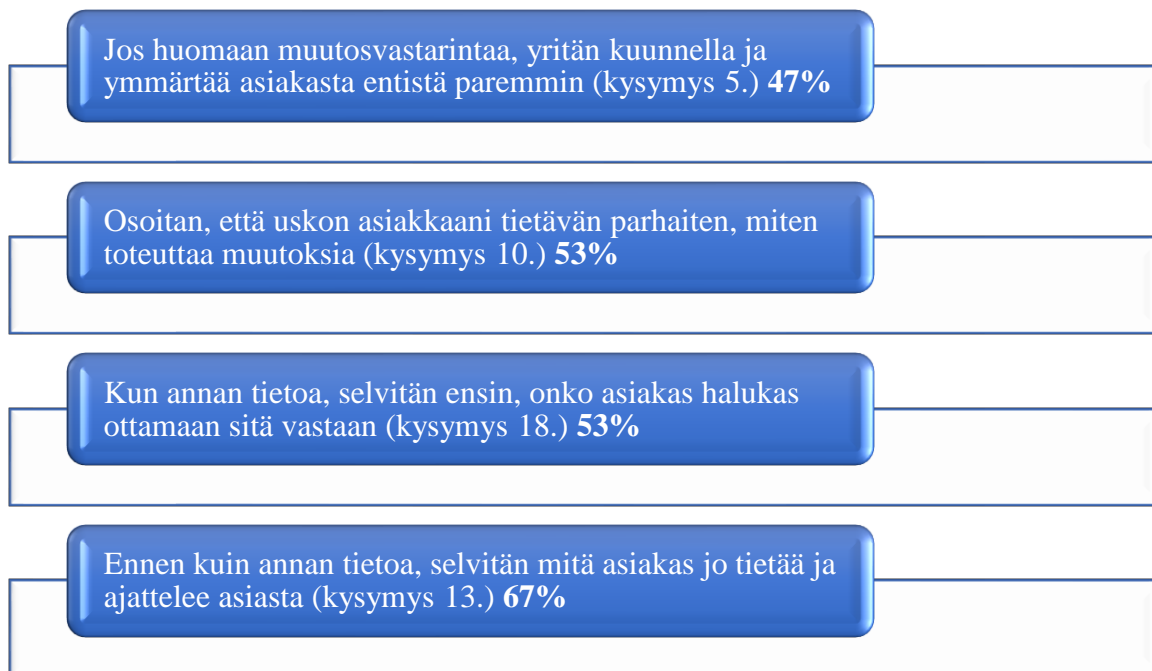 Jos huomaan muutosvastarintaa, yritän kuunnella ja
ymmärtää asiakasta entistä paremmin (kysymys 5.) 47%
Osoitan, että uskon asiakkaani tietävän parhaiten, miten
toteuttaa muutoksia (kysymys 10.) 53%
Kun annan tietoa, selvitän ensin, onko asiakas halukas
ottamaan sitä vastaan (kysymys 18.) 53%
Ennen kuin annan tietoa, selvitän mitä asiakas jo tietää ja
ajattelee asiasta (kysymys 13.) 67%